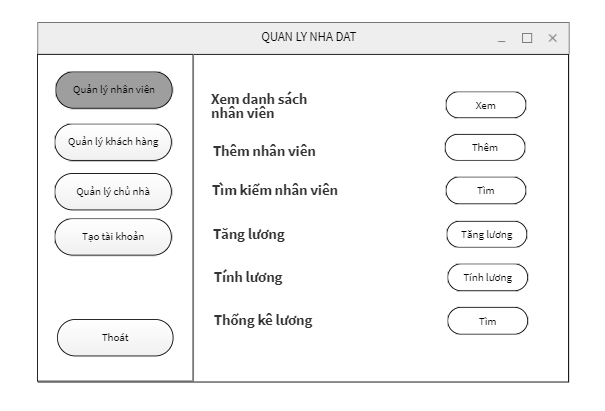 QUAN LY NHA DAT
Quản lý nhân viên
Quản lý khách hàng
Quản lý chủ nhà
Tạo tài khoản
Thoát
Xem danh sách
nhân viên
Xem
Thêm nhân viên
Thêm
Tìm kiếm nhân viên
Tìm
Tăng lương
Tăng lương
Tính lương
Tính lương
Thống kê lương
Tìm